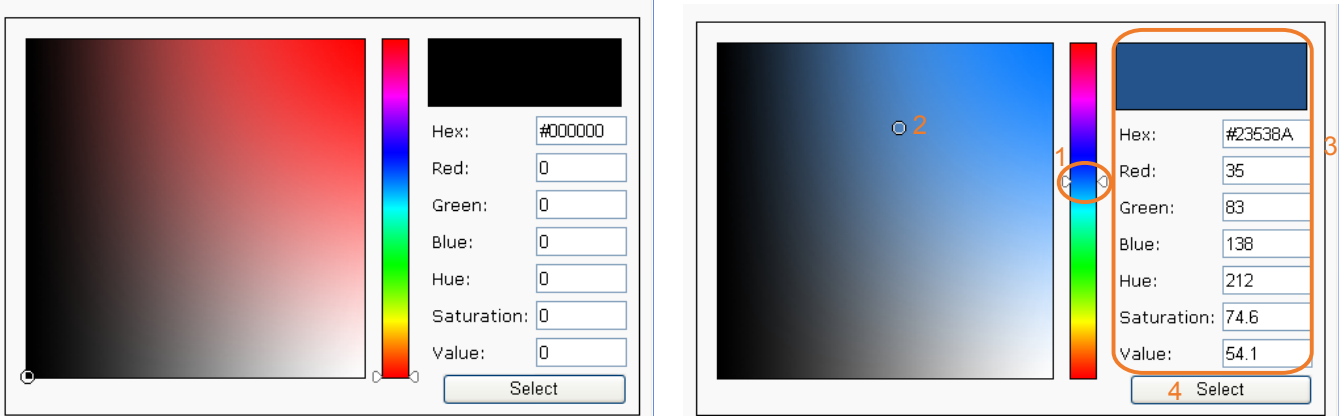 Hex: #000000
Red: 0
Green: 0
Blue: 0
Hue: 0
Saturation: 0
Value: 0
Select
1
2
3
Hex: #23538A
Red: 35
Green: 83
Blue: 138
Hue: 212
Saturation: 74.6
Value: 54.1
4 Select